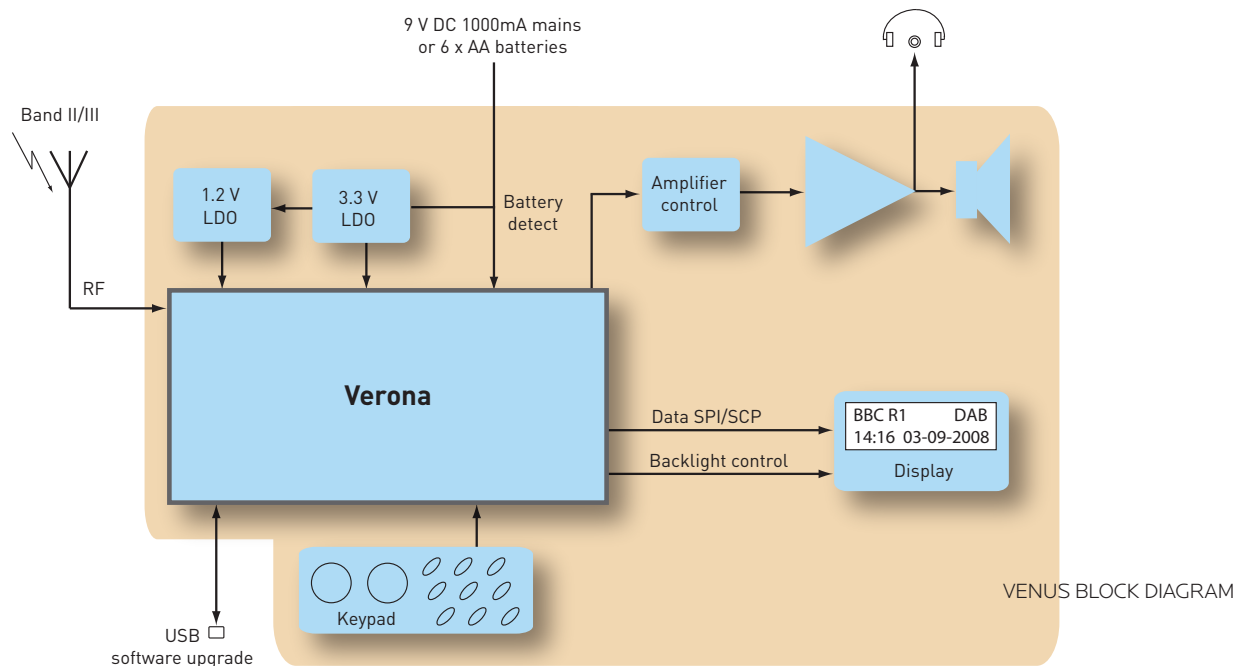 9 V DC 1000mA mains
or 6 x AA batteries
Band II/III
1.2 V
LDO
3.3 V
LDO
Battery
detect
Amplifier
control
RF
Verona
Data SPI/SCP
Backlight control
BBC R1 DAB
14:16 03-09-2008
Display
Keypad
VENUS BLOCK DIAGRAM
USB
software upgrade